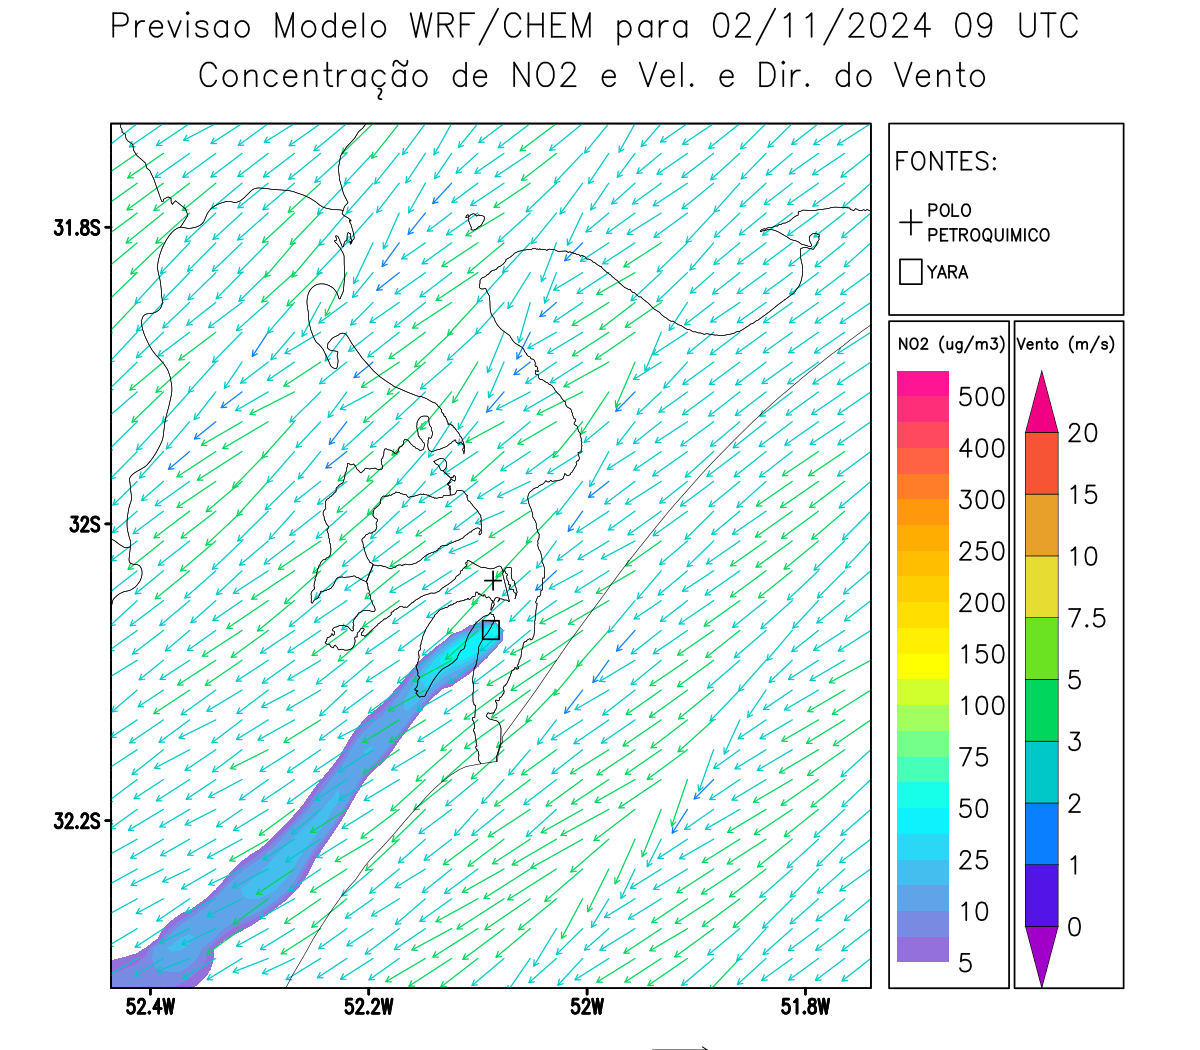 Previsao Modelo WRF/CHEM para 02/11/2024 09 UTC
Concentração de NO2 e Vel. e Dir. do Vento
FONTES:
POLO
PETROQUIMICO
YARA
NO2 (ug/m3)
500
400
300
250
200
150
100
75
50
25
10
5
Vento (m/s)
20
15
10
7.5
5
3
2
1
0
31.8S
32S
32.2S
52.4W
52.2W
52W
51.8W